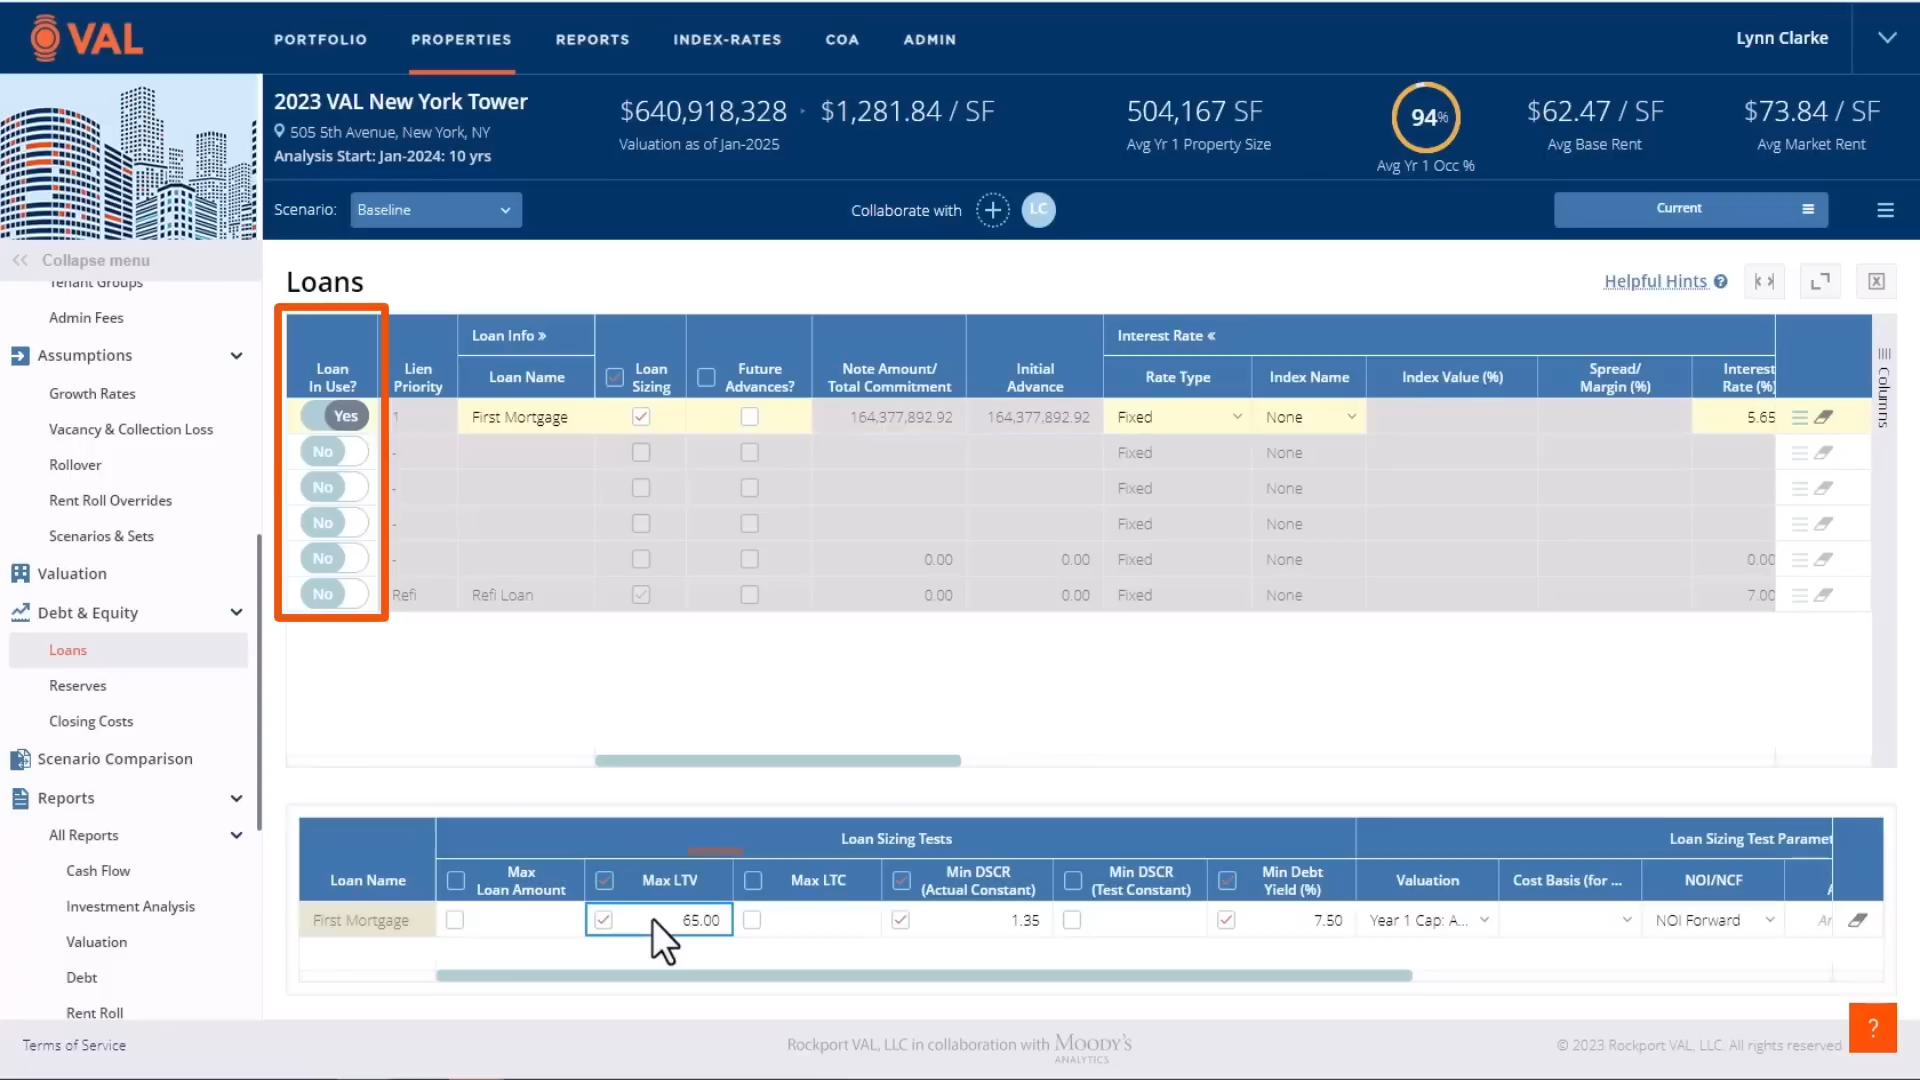 VAL
PORTFOLIO
PROPERTIES
REPORTS
INDEX-RATES
COA
ADMIN
Lynn Clarke
2023 VAL New York Tower
505 5th Avenue, New York, NY
Analysis Start: Jan-2024: 10 yrs
$640,918,328 · $1,281.84 / SF
Valuation as of Jan-2025
504,167 SF
Avg Yr 1 Property Size
94%
Avg Yr 1 Occ %
$62.47 / SF
Avg Base Rent
$73.84 / SF
Avg Market Rent
Scenario: Baseline
Collaborate with
LC
Current
Collapse menu
Tenant Groups
Admin Fees
Assumptions
Growth Rates
Vacancy & Collection Loss
Rollover
Rent Roll Overrides
Scenarios & Sets
Valuation
Debt & Equity
Loans
Reserves
Closing Costs
Scenario Comparison
Reports
All Reports
Cash Flow
Investment Analysis
Valuation
Debt
Rent Roll
Loans
Helpful Hints ?
Loan In Use?
Lien Priority
Loan Info »
Loan Name
Loan Sizing
Future Advances?
Note Amount/ Total Commitment
Initial Advance
Interest Rate «
Rate Type
Index Name
Index Value (%)
Spread/ Margin (%)
Interest Rate (%)
Columns
Yes 1 First Mortgage 164,377,892.92 164,377,892.92 Fixed None 5.65
No - Fixed None
No - Fixed None
No - Fixed None
No - 0.00 0.00 Fixed None 0.00
No Refi Refi Loan 0.00 0.00 Fixed None 7.00
Loan Name
Loan Sizing Tests
Loan Sizing Test Paramet
Max Loan Amount
Max LTV
Max LTC
Min DSCR (Actual Constant)
Min DSCR (Test Constant)
Min Debt Yield (%)
Valuation
Cost Basis (for ...
NOI/NCF
First Mortgage 65.00 1.35 7.50 Year 1 Cap: A... NOI Forward Ar
Terms of Service
Rockport VAL, LLC in collaboration with MOODY'S ANALYTICS
© 2023 Rockport VAL, LLC. All rights reserved
?